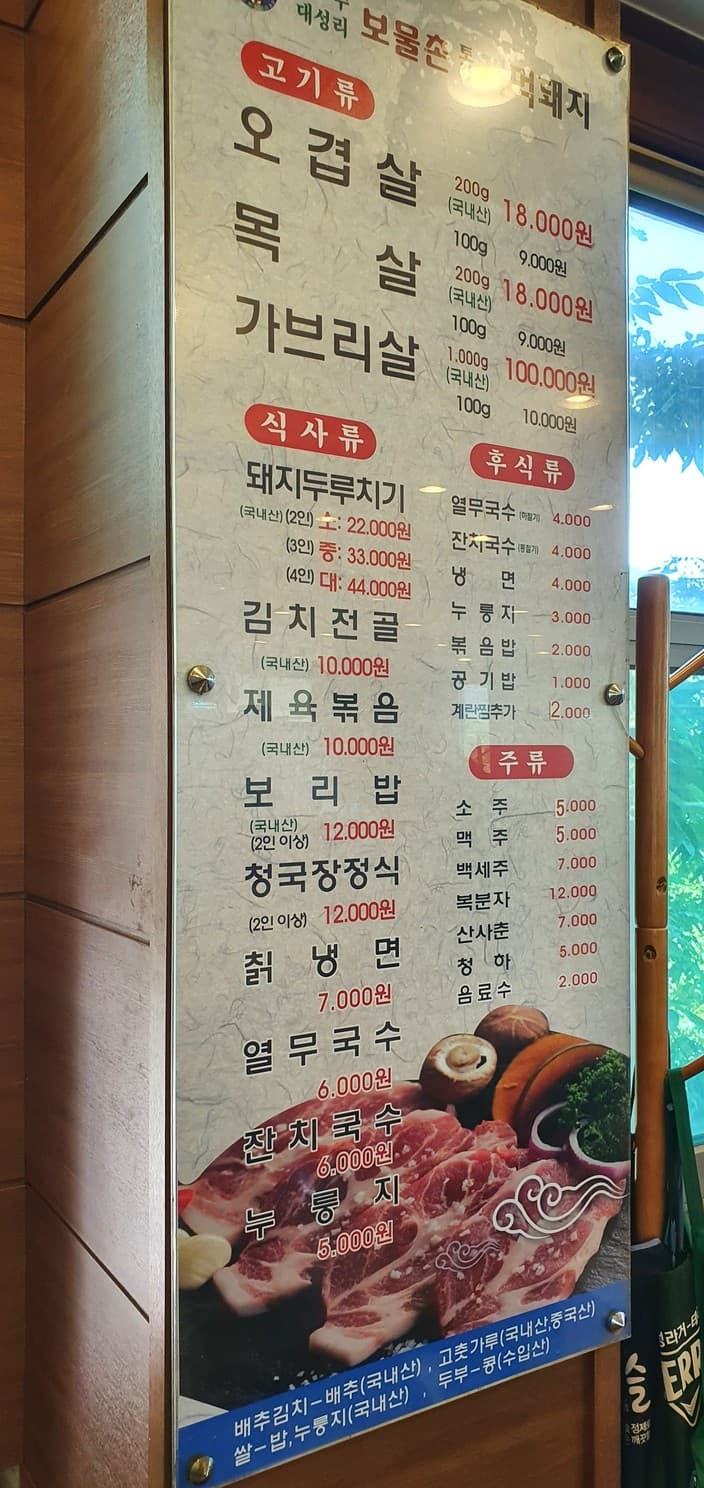 대성리 보물촌 먹돼지
고기류
오겹살 200g (국내산) 18.000원
100g 9.000원
목살 200g (국내산) 18.000원
100g 9.000원
가브리살 1.000g (국내산) 100.000원
100g 10.000원
식사류
돼지두루치기
(국내산) (2인) 소: 22.000원
(3인) 중: 33.000원
(4인) 대: 44.000원
김치전골
(국내산) 10.000원
제육볶음
(국내산) 10.000원
보리밥
(국내산)
(2인 이상) 12.000원
청국장정식
(2인 이상) 12.000원
칡냉면
7.000원
열무국수
6.000원
잔치국수
6.000원
누룽지
5.000원
후식류
열무국수 4.000
잔치국수 4.000
냉면 4.000
누룽지 3.000
볶음밥 2.000
공기밥 1.000
계란찜추가 2.000
주류
소주 5.000
맥주 5.000
백세주 7.000
복분자 12.000
산사춘 7.000
청하 5.000
음료수 2.000
배추김치-배추(국내산), 고춧가루(국내산,중국산)
쌀-밥,누룽지(국내산), 두부-콩(수입산)